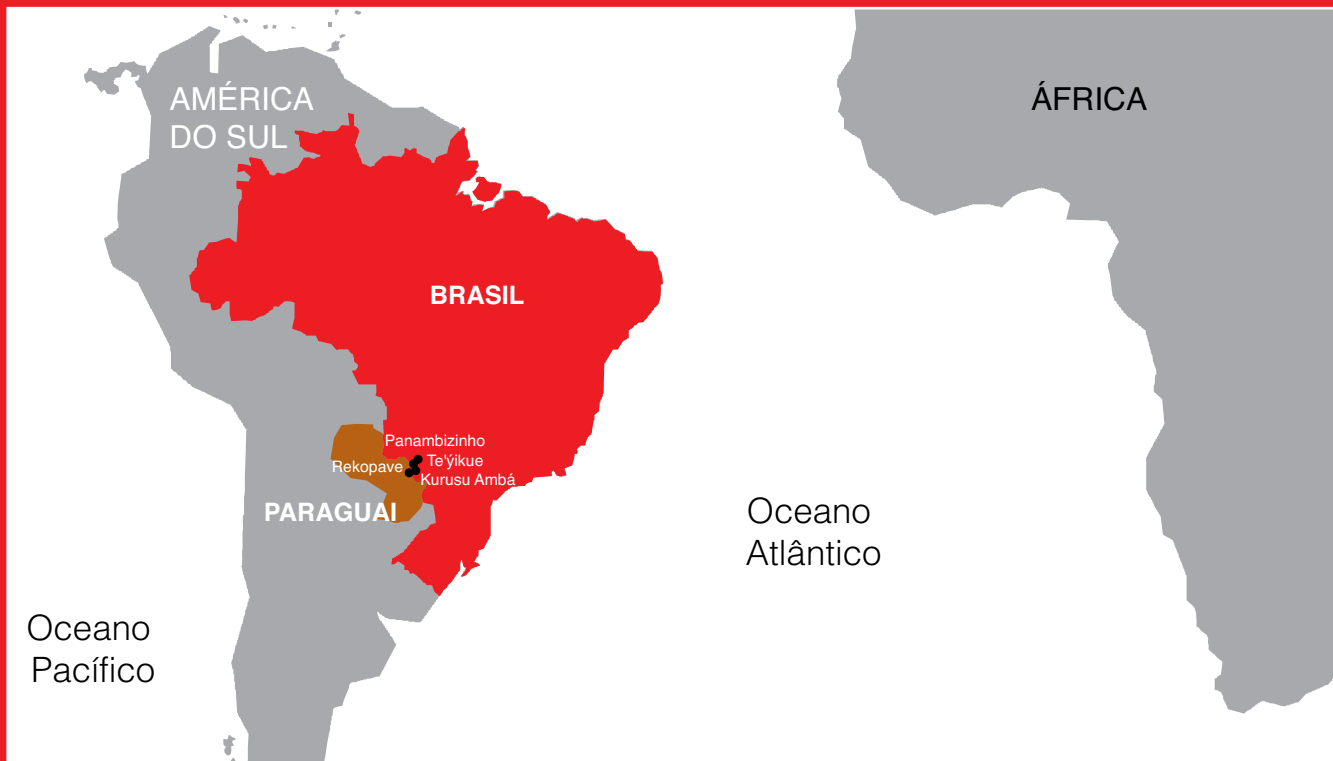 AMÉRICA
DO SUL
ÁFRICA
BRASIL
Panambizinho
Te'ýikue
Rekopave
Kurusu Ambá
PARAGUAI
Oceano
Atlântico
Oceano
Pacífico